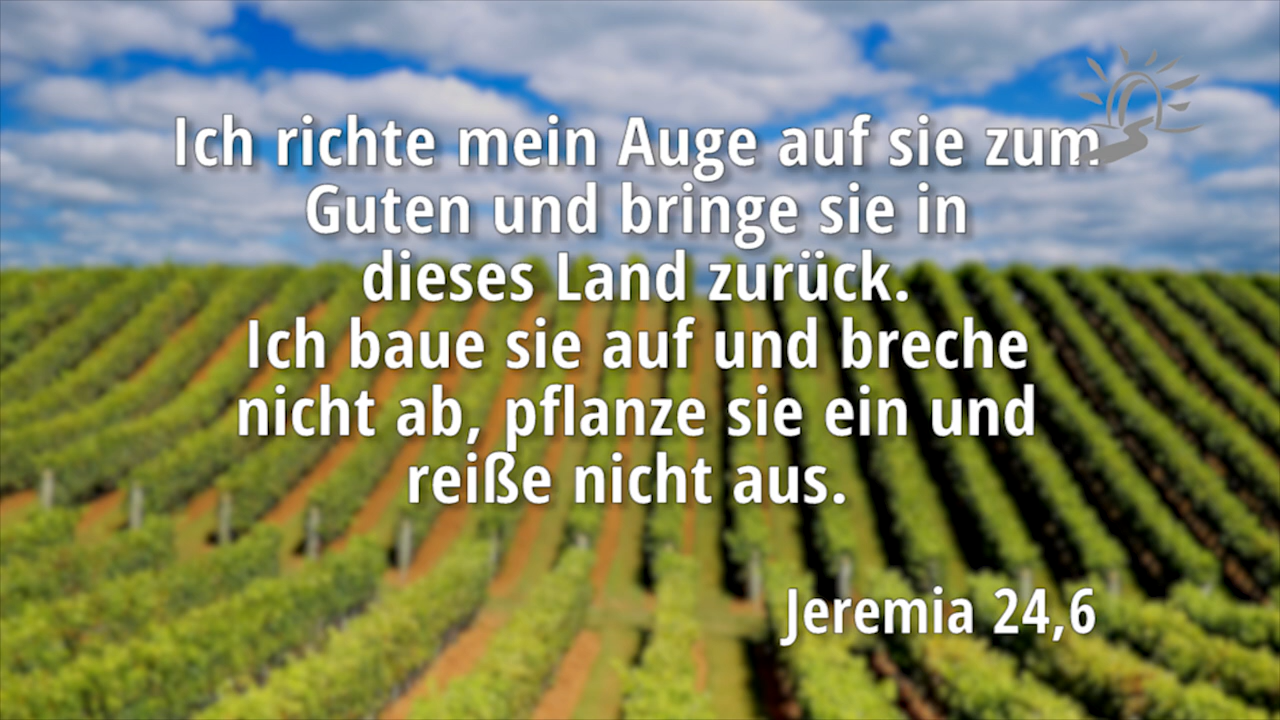 Ich richte mein Auge auf sie zum
Guten und bringe sie in
dieses Land zurück.
Ich baue sie auf und breche
nicht ab, pflanze sie ein und
reiße nicht aus.
Jeremia 24,6